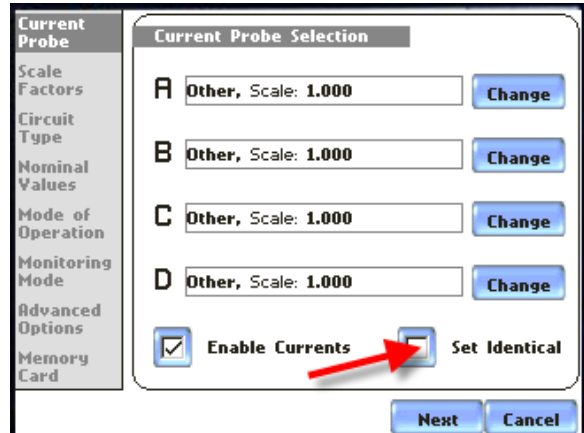 Current
Probe
Scale
Factors
Circuit
Type
Nominal
Values
Mode of
Operation
Monitoring
Mode
Advanced
Options
Memory
Card
Current Probe Selection
A Other, Scale: 1.000 Change
B Other, Scale: 1.000 Change
C Other, Scale: 1.000 Change
D Other, Scale: 1.000 Change
Enable Currents Set Identical
Next Cancel